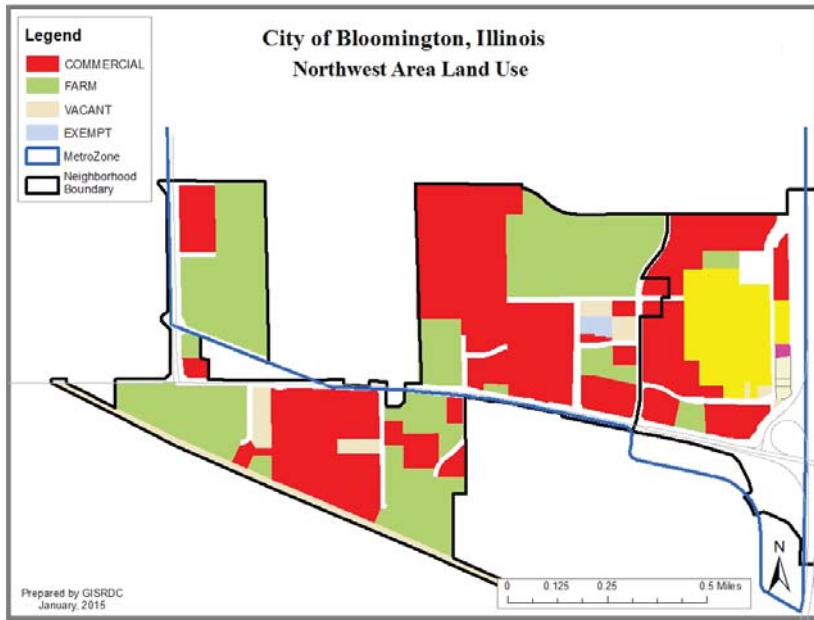 City of Bloomington, Illinois
Northwest Area Land Use
Legend
COMMERCIAL
FARM
VACANT
EXEMPT
MetroZone
Neighborhood
Boundary
N
0 0.125 0.25 0.5 Miles
Prepared by GISRDC
January, 2015